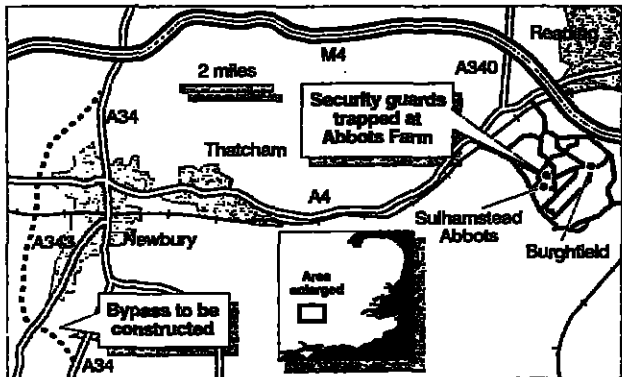 Reading
M4
2 miles
A340
Security guards
trapped at
Abbots Farm
A34
Thatcham
A4
Sulhamstead
Abbots
Burghfield
A343
Newbury
Area
enlarged
Bypass to be
constructed
A34